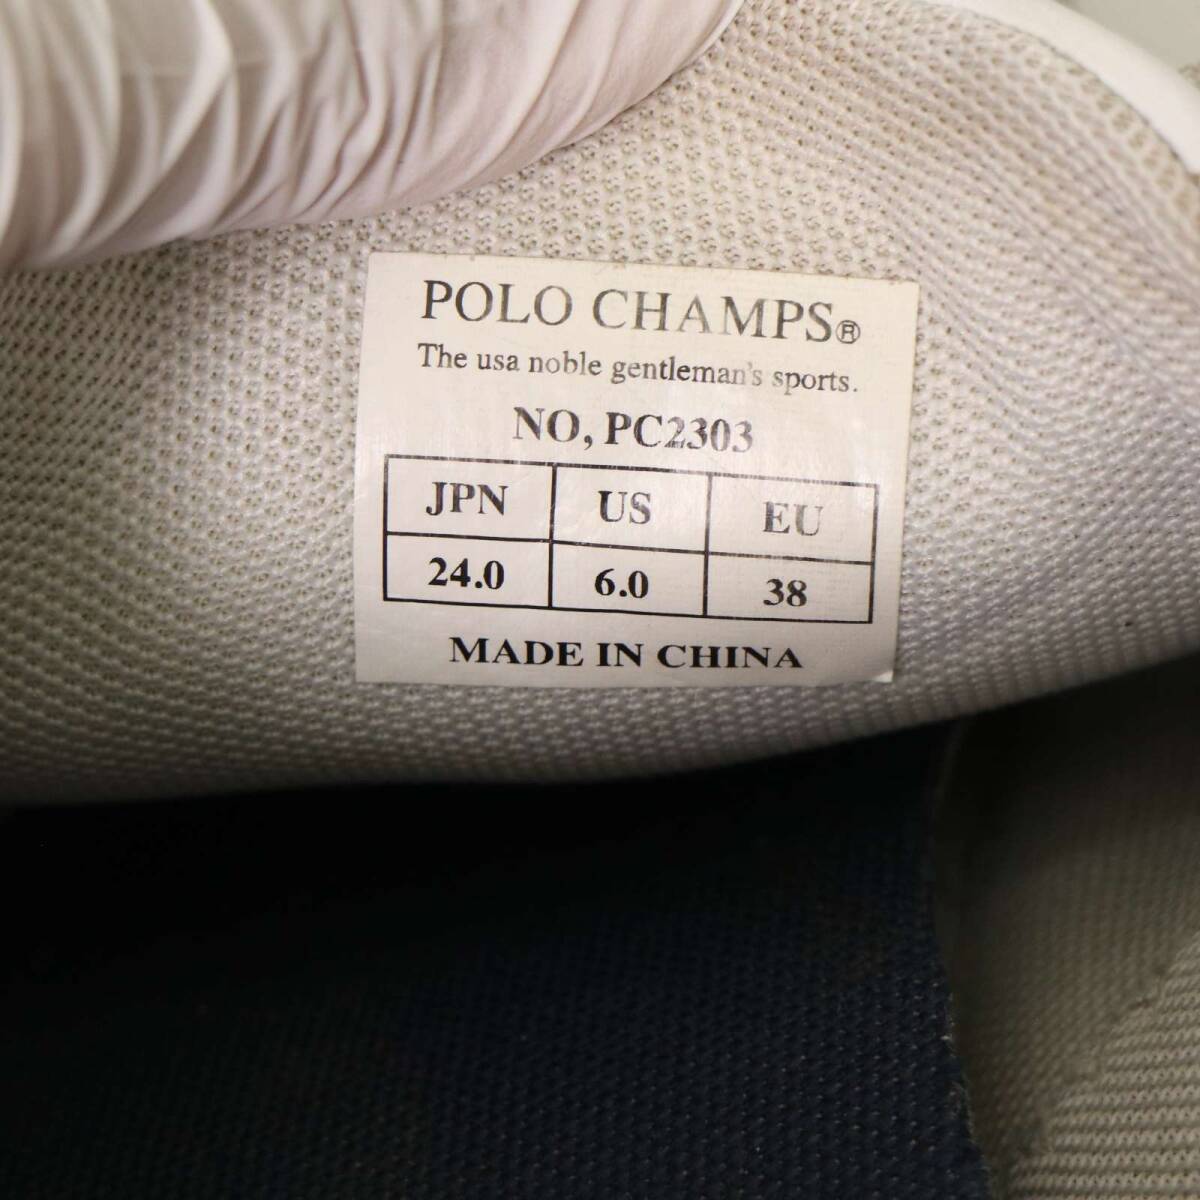 POLO CHAMPS®
The usa noble gentleman's sports.
NO, PC2303
JPN US EU
24.0 6.0 38
MADE IN CHINA